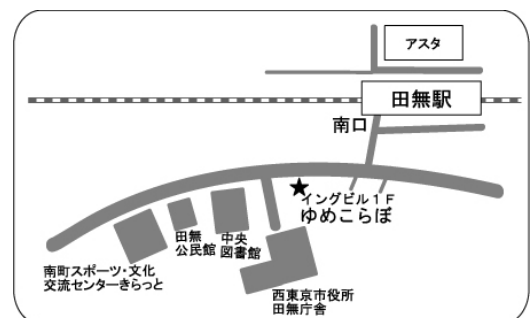 アスタ
田無駅
南口
★
イングビル１Ｆ
ゆめこらぼ
田無
公民館
中央
図書館
南町スポーツ・文化
交流センターきらっと
西東京市役所
田無庁舎